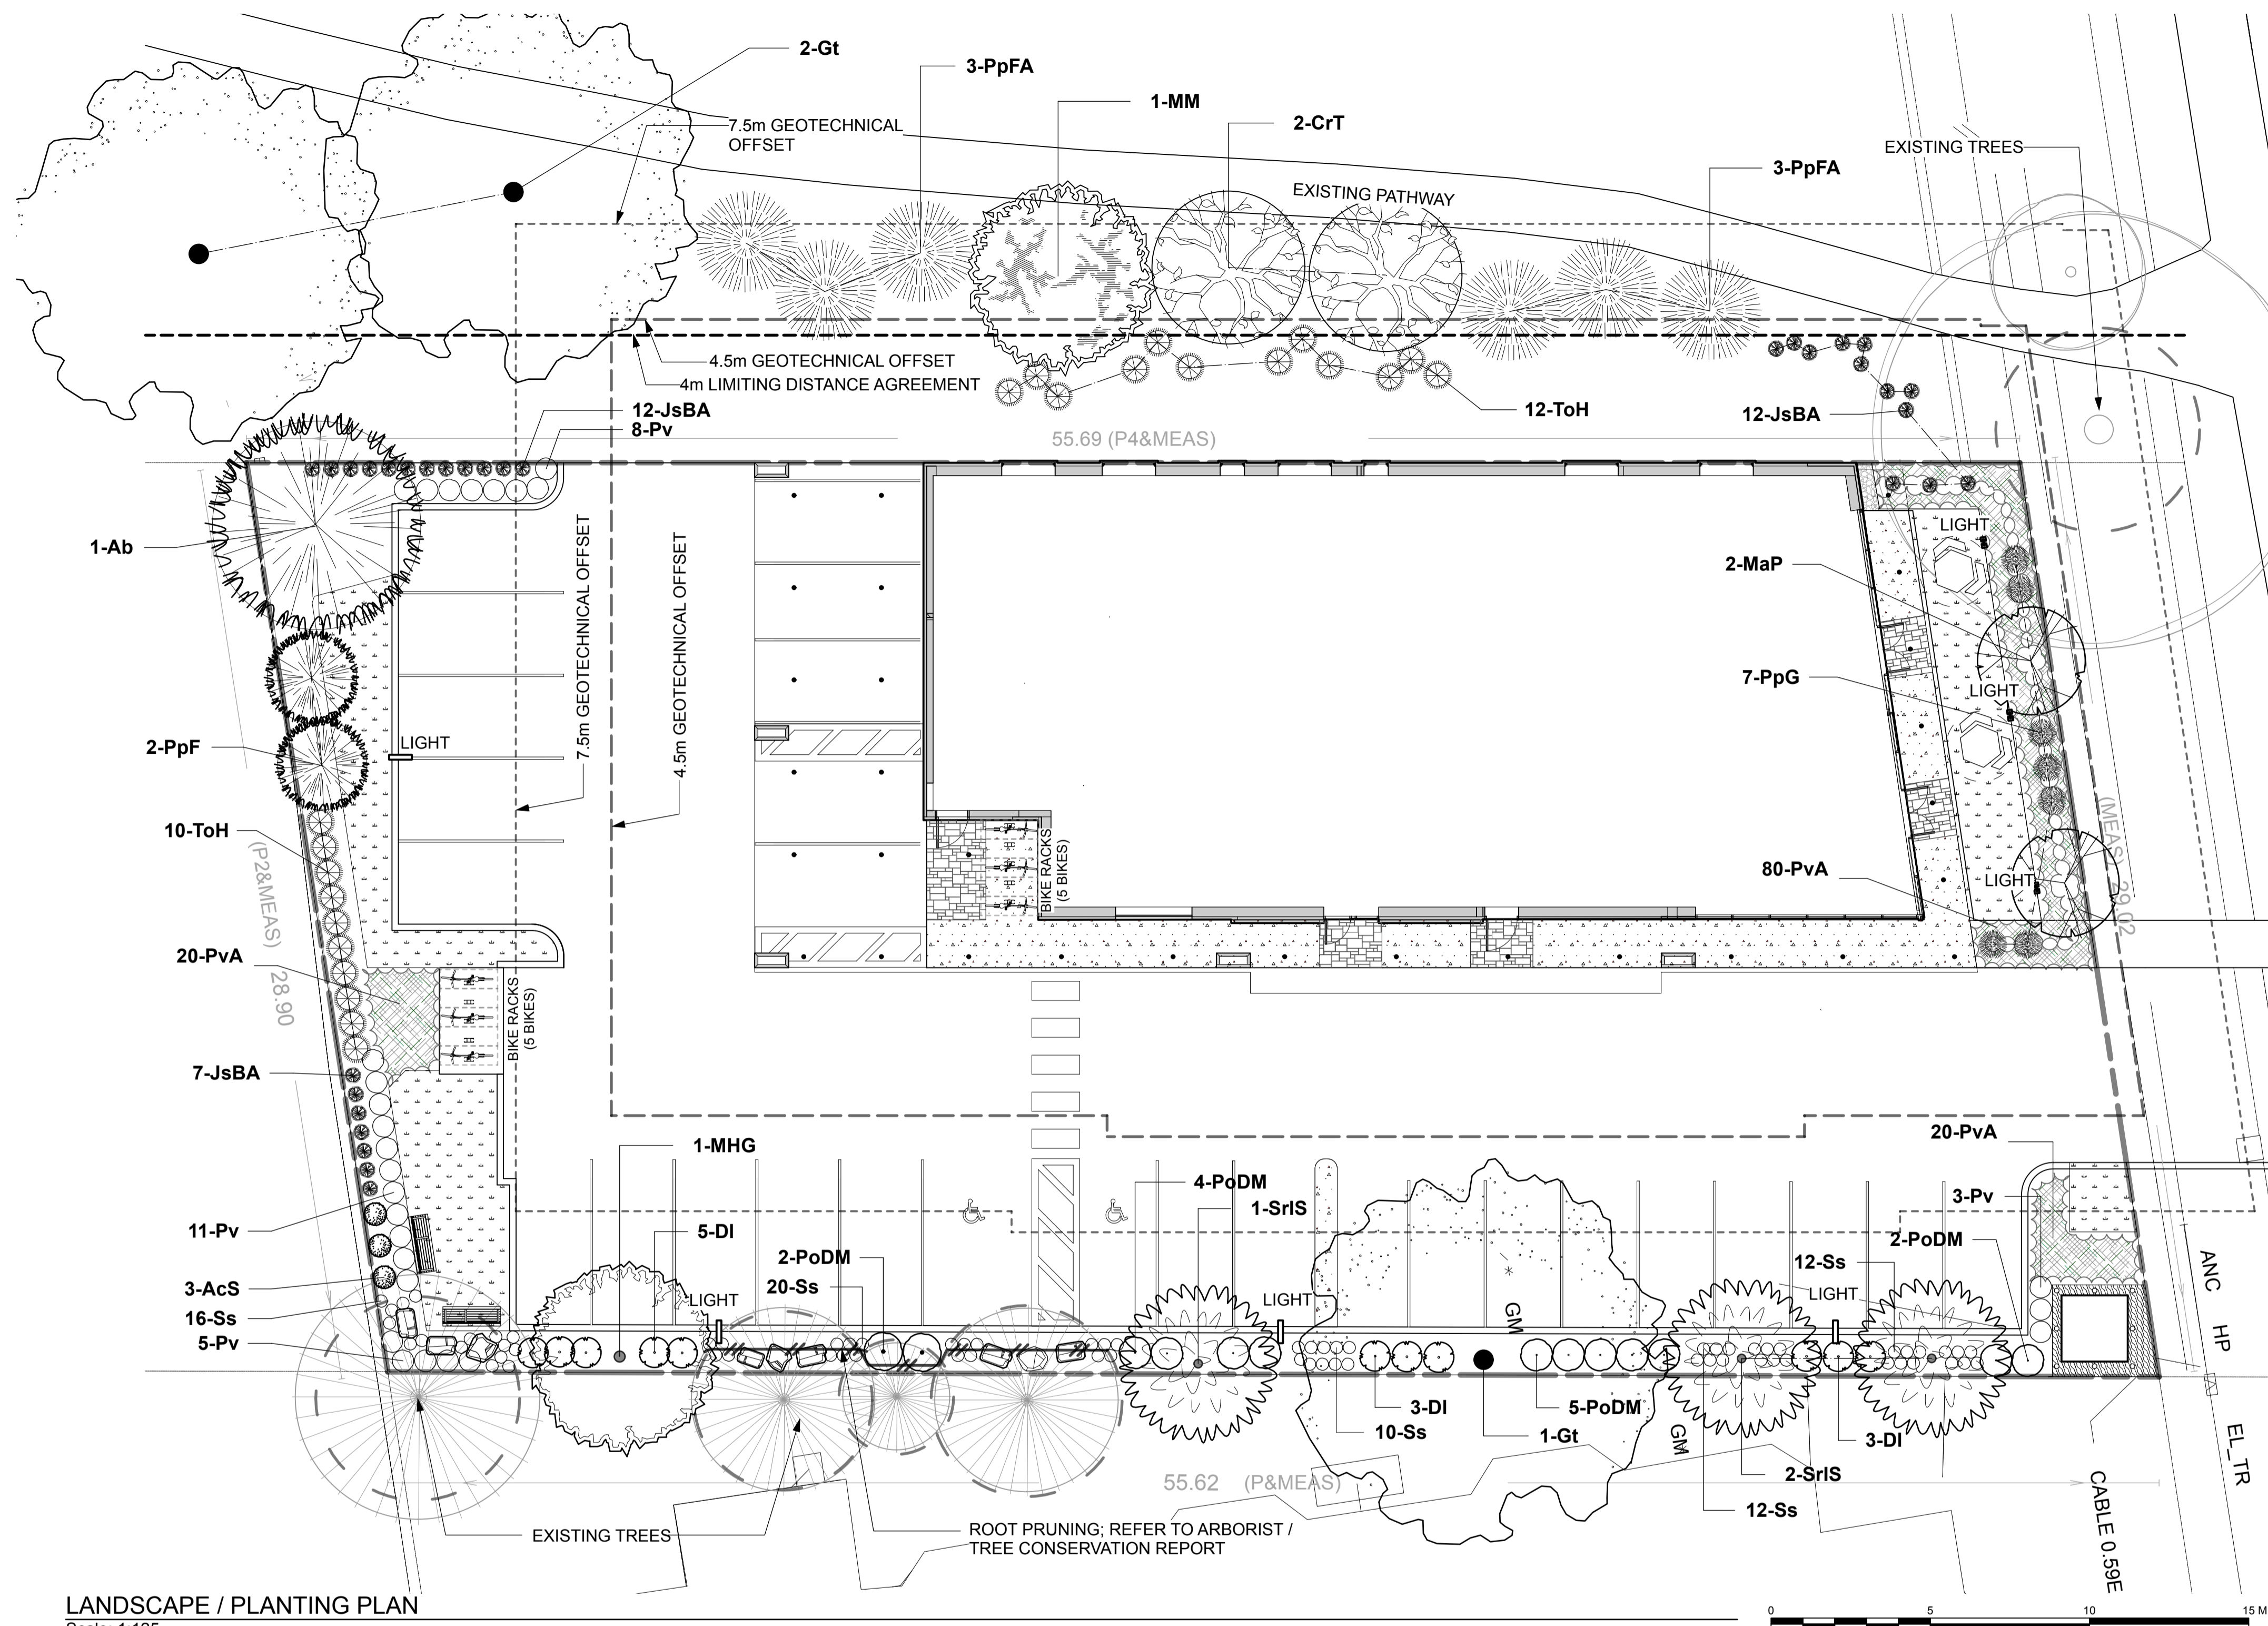 2-Gt
3-PpFA
1-MM
2-CrT
7.5m GEOTECHNICAL
OFFSET
EXISTING TREES
3-PpFA
EXISTING PATHWAY
4.5m GEOTECHNICAL OFFSET
4m LIMITING DISTANCE AGREEMENT
12-JsBA
8-Pv
12-ToH
12-JsBA
55.69 (P4&MEAS)
1-Ab
LIGHT
2-MaP
7.5m GEOTECHNICAL OFFSET
4.5m GEOTECHNICAL OFFSET
7-PpG
LIGHT
2-PpF
LIGHT
10-ToH
(P2&MEAS) 28.90
BIKE RACKS
(5 BIKES)
80-PvA
LIGHT
(MEAS) 29.02
20-PvA
BIKE RACKS
(5 BIKES)
7-JsBA
1-MHG
20-PvA
4-PoDM
1-SrIS
3-Pv
11-Pv
5-DI
2-PoDM
2-PoDM
12-Ss
3-AcS
20-Ss
LIGHT
LIGHT
LIGHT
16-Ss
5-Pv
GM
ANC
HP
3-DI
5-PoDM
10-Ss
1-Gt
GM
3-DI
2-SrIS
EL_TR
55.62 (P&MEAS)
12-Ss
CABLE 0.59E
EXISTING TREES
ROOT PRUNING; REFER TO ARBORIST /
TREE CONSERVATION REPORT
LANDSCAPE / PLANTING PLAN
0 5 10 15 M